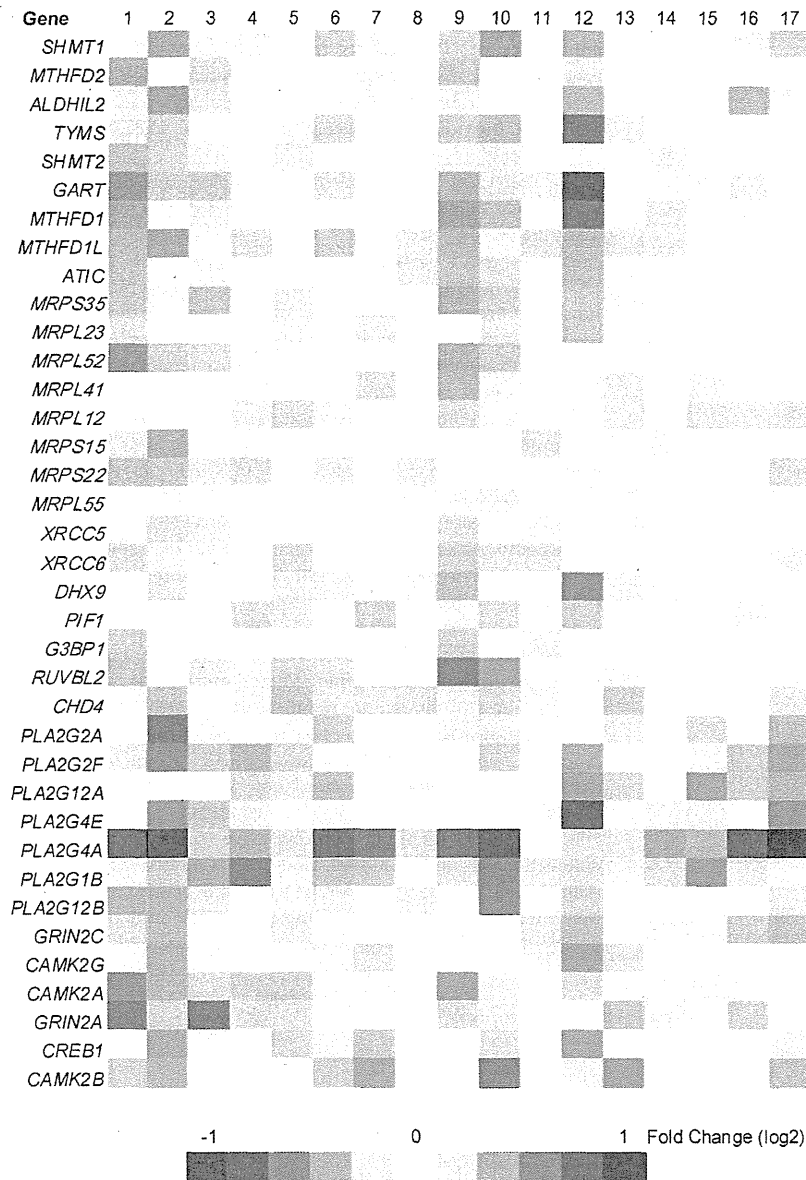 Gene 1 2 3 4 5 6 7 8 9 10 11 12 13 14 15 16 17
SHMT1
MTHFD2
ALDHIL2
TYMS
SHMT2
GART
MTHFD1
MTHFD1L
ATIC
MRPS35
MRPL23
MRPL52
MRPL41
MRPL12
MRPS15
MRPS22
MRPL55
XRCC5
XRCC6
DHX9
PIF1
G3BP1
RUVBL2
CHD4
PLA2G2A
PLA2G2F
PLA2G12A
PLA2G4E
PLA2G4A
PLA2G1B
PLA2G12B
GRIN2C
CAMK2G
CAMK2A
GRIN2A
CREB1
CAMK2B
-1 0 1 Fold Change (log2)